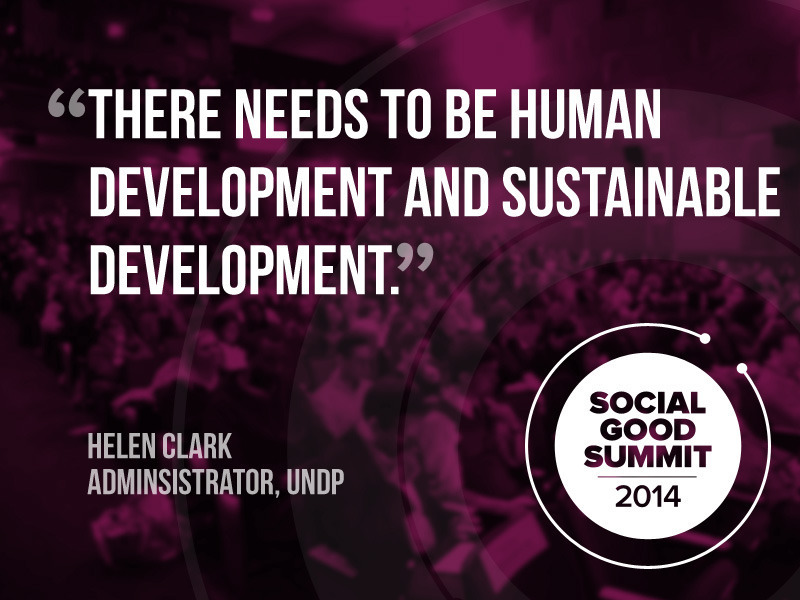 “THERE NEEDS TO BE HUMAN
DEVELOPMENT AND SUSTAINABLE
DEVELOPMENT.”
HELEN CLARK
ADMINSISTRATOR, UNDP
SOCIAL
GOOD
SUMMIT
2014